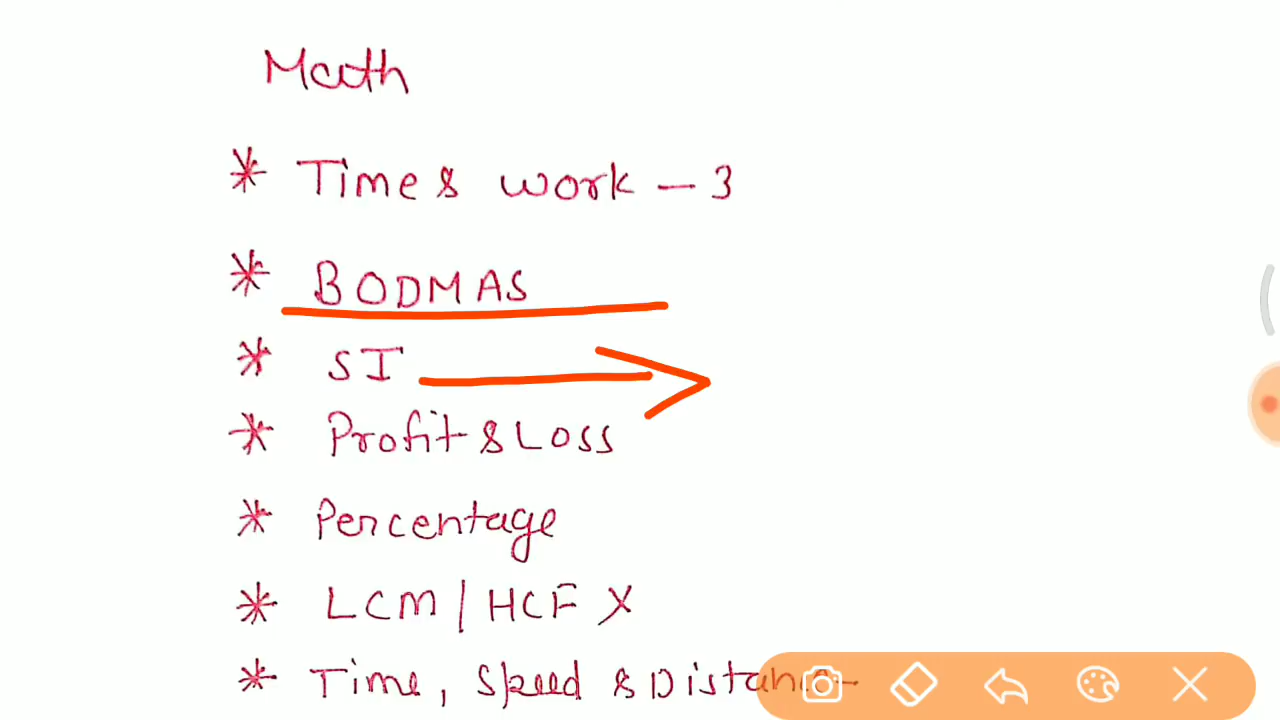 Math
* Time & work – 3
* BODMAS
* SI
* Profit & Loss
* Percentage
* LCM / HCF X
* Time, Speed & Distance –